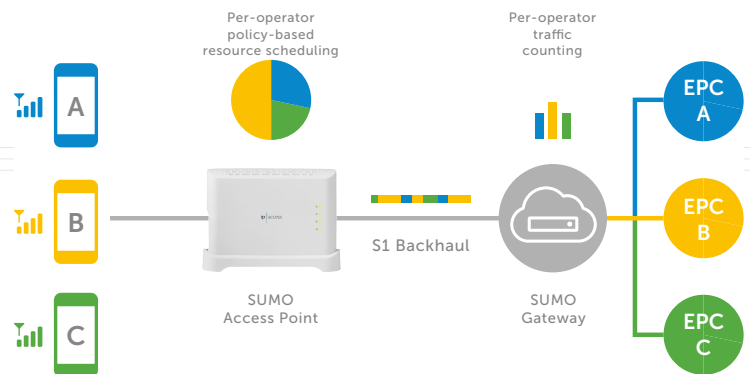 Per-operator
policy-based
resource scheduling
Per-operator
traffic
counting
A
EPC
A
B
S1 Backhaul
EPC
B
SUMO
Access Point
SUMO
Gateway
C
EPC
C